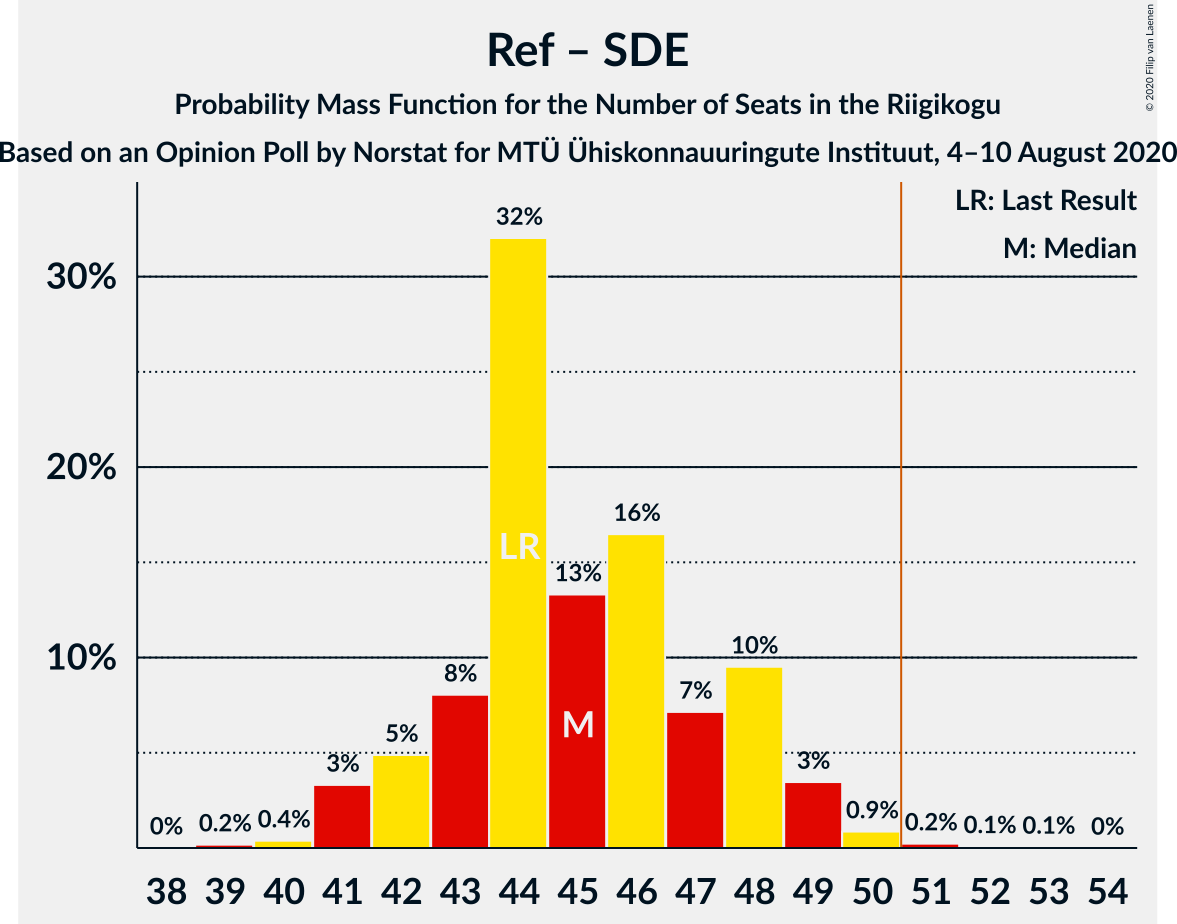 Ref – SDE
Probability Mass Function for the Number of Seats in the Riigikogu
Based on an Opinion Poll by Norstat for MTÜ Ühiskonnauuringute Instituut, 4–10 August 2020
© 2020 Filip van Laenen
LR: Last Result
M: Median
30%
20%
10%
0% 0.2% 0.4% 3% 5% 8% 32% 13% 16% 7% 10% 3% 0.9% 0.2% 0.1% 0.1% 0%
LR
M
38 39 40 41 42 43 44 45 46 47 48 49 50 51 52 53 54